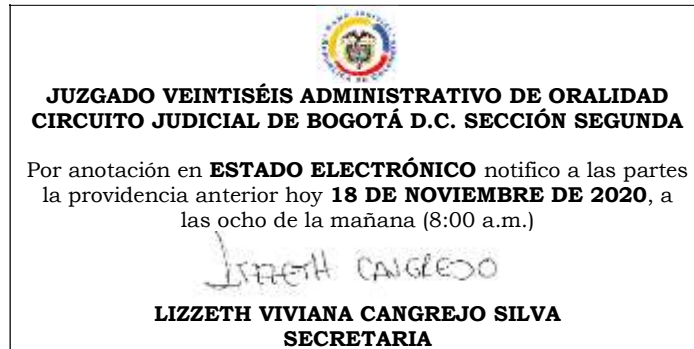 JUZGADO VEINTISÉIS ADMINISTRATIVO DE ORALIDAD
CIRCUITO JUDICIAL DE BOGOTÁ D.C. SECCIÓN SEGUNDA
Por anotación en ESTADO ELECTRÓNICO notifico a las partes
la providencia anterior hoy 18 DE NOVIEMBRE DE 2020, a
las ocho de la mañana (8:00 a.m.)
LIZZETH CANGREJO
LIZZETH VIVIANA CANGREJO SILVA
SECRETARIA